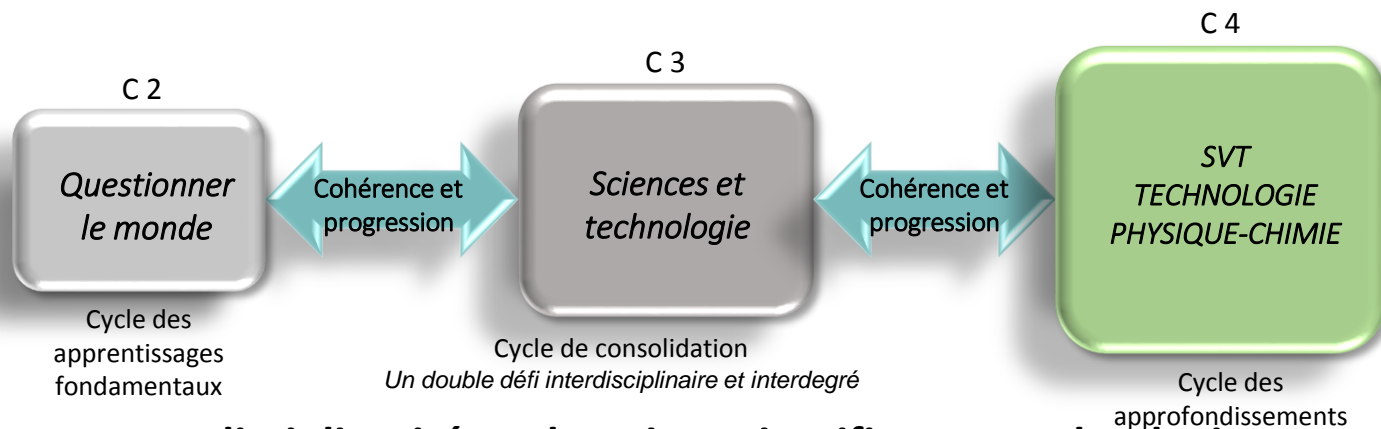 C 2
Questionner
le monde
Cycle des
apprentissages
fondamentaux
Cohérence et
progression
C 3
Sciences et
technologie
Cycle de consolidation
Un double défi interdisciplinaire et interdegré
Cohérence et
progression
C 4
SVT
TECHNOLOGIE
PHYSIQUE-CHIMIE
Cycle des
approfondissements